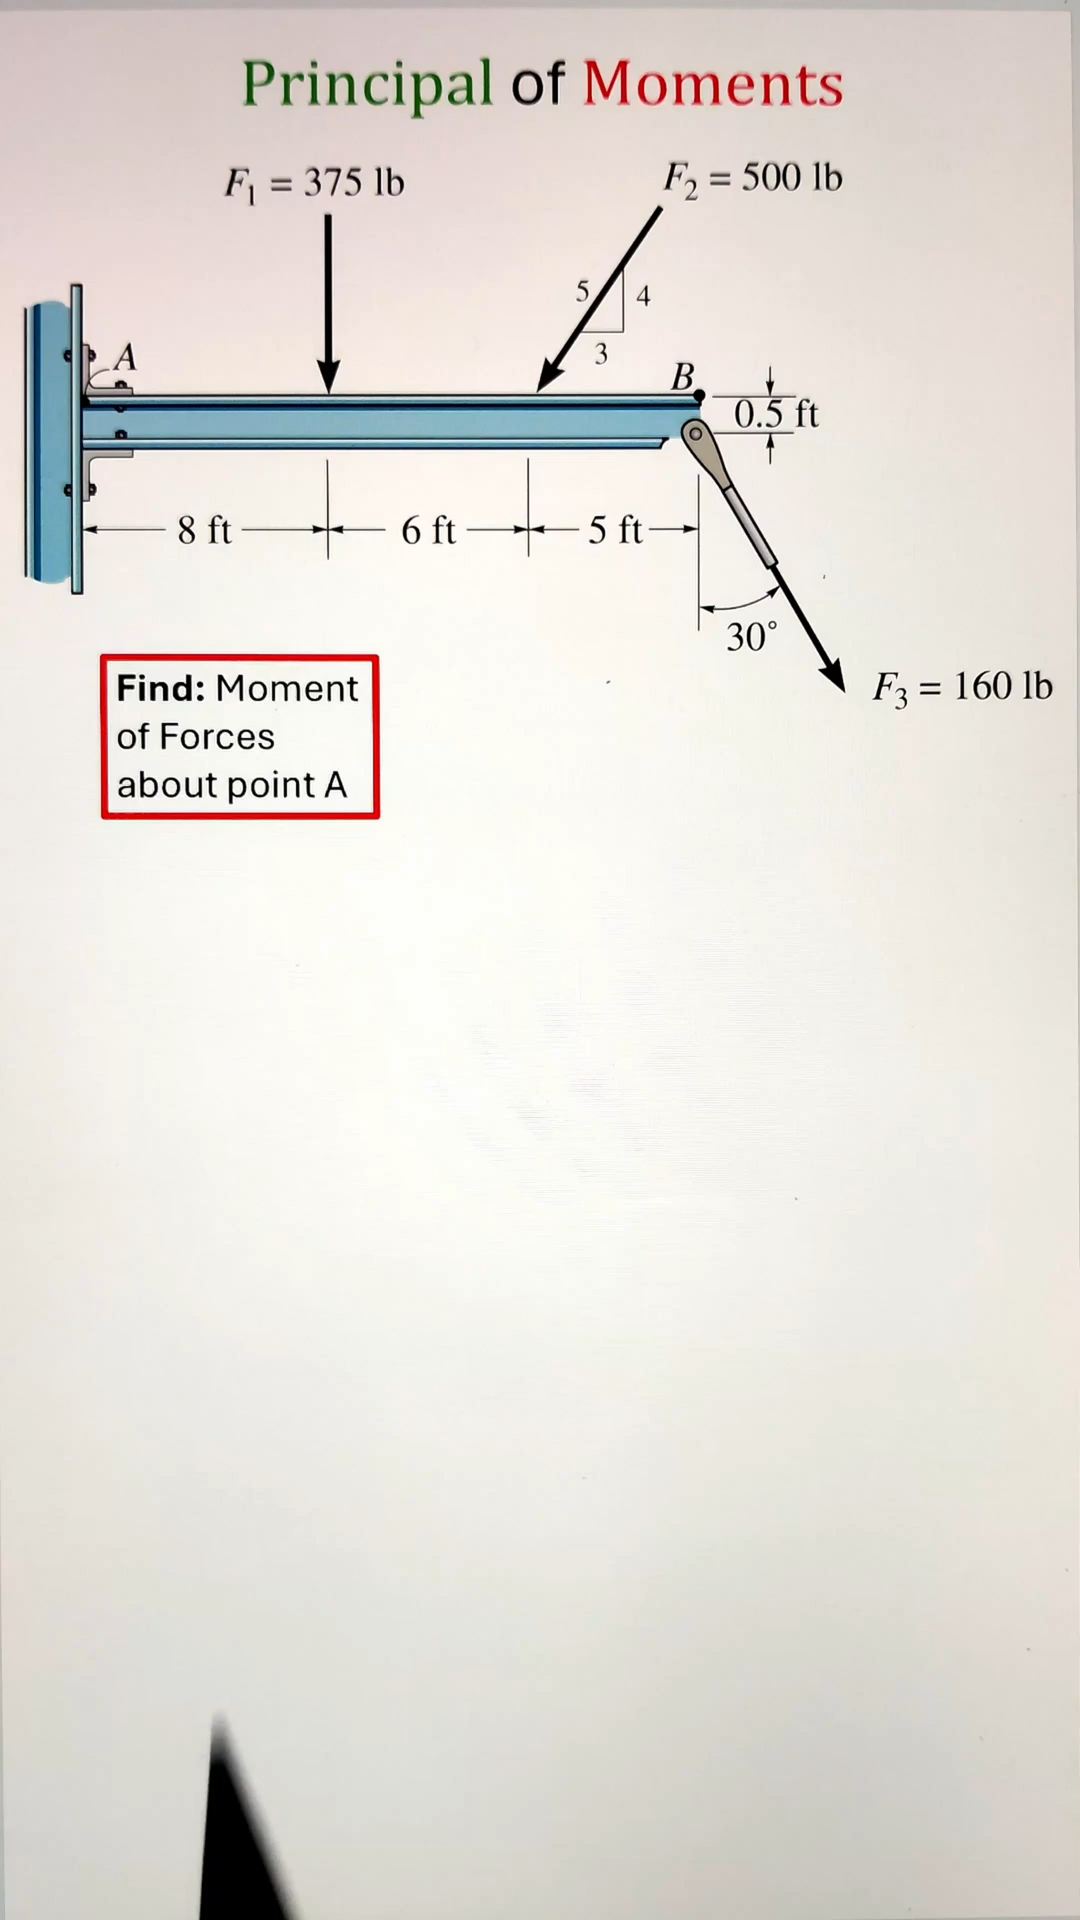 Principal of Moments
F₁ = 375 lb
F₂ = 500 lb
5
4
3
A
B
0.5 ft
8 ft
6 ft
5 ft
30°
F₃ = 160 lb
Find: Moment
of Forces
about point A